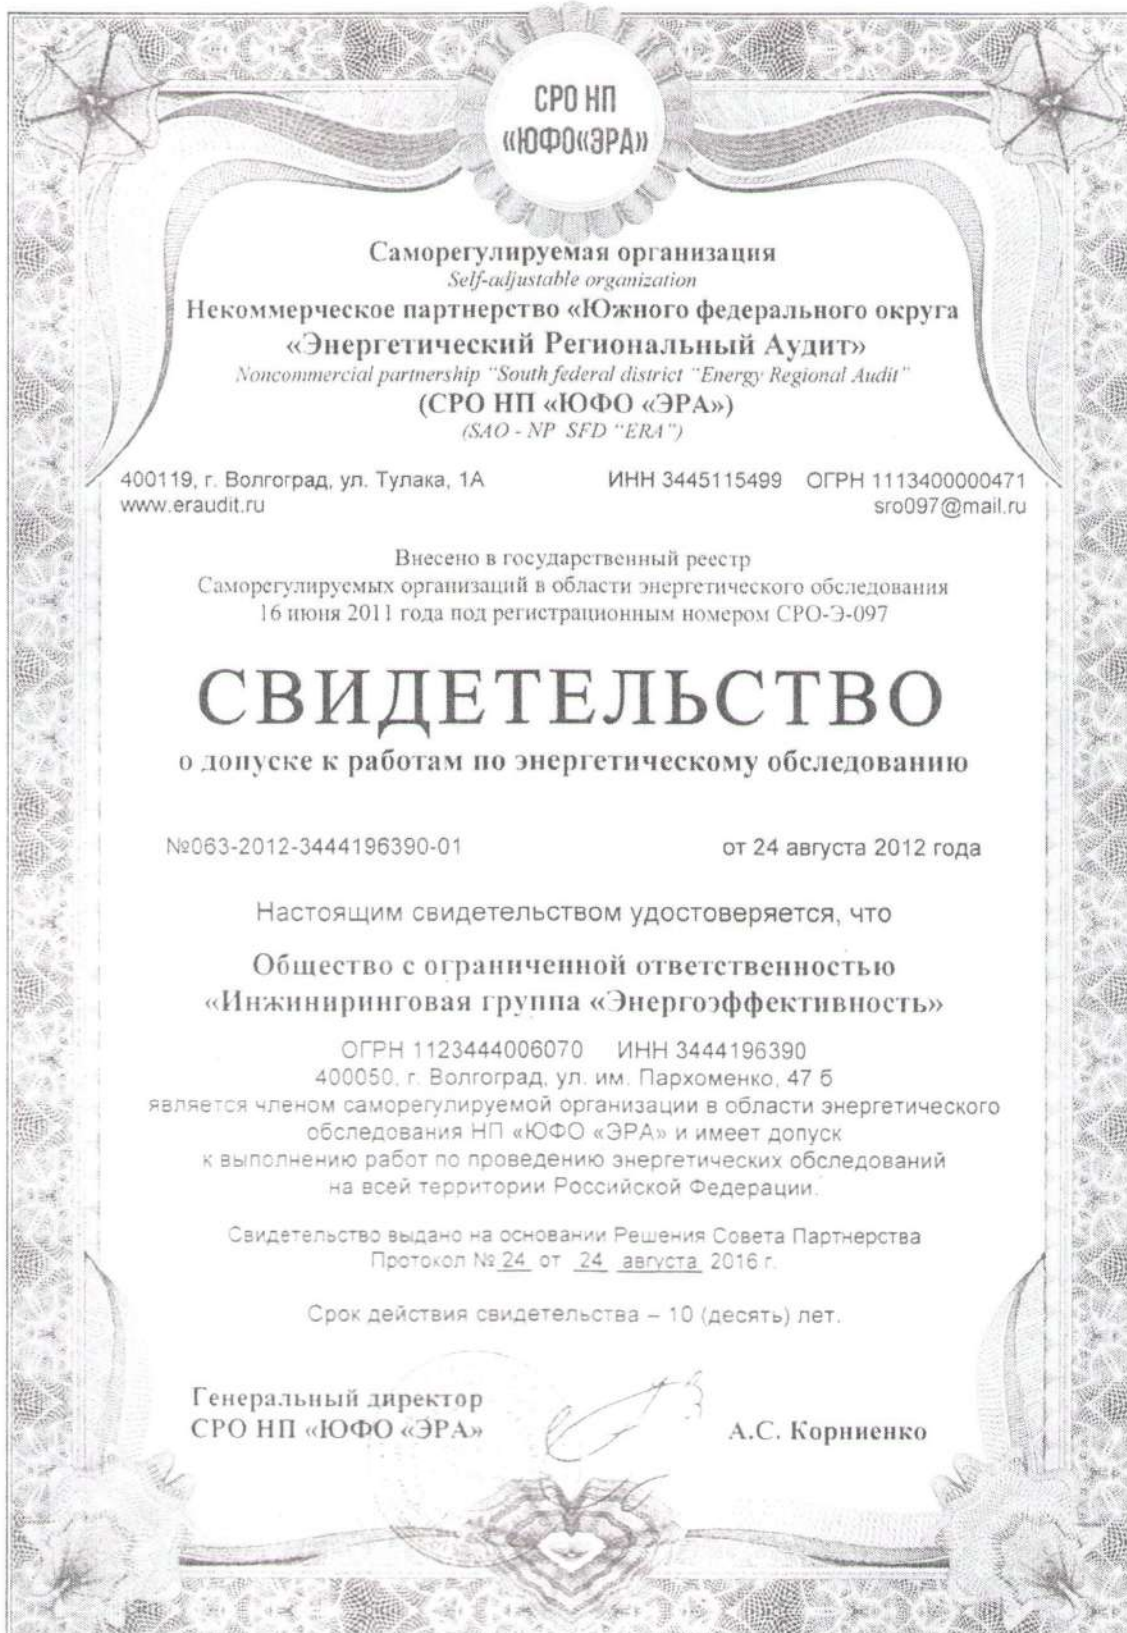 СРО НП
«ЮФО«ЭРА»
Саморегулируемая организация
Self-adjustable organization
Некоммерческое партнерство «Южного федерального округа
«Энергетический Региональный Аудит»
Noncommercial partnership "South federal district "Energy Regional Audit"
(СРО НП «ЮФО «ЭРА»)
(SAO - NP SFD "ERA")
400119, г. Волгоград, ул. Тулака, 1А ИНН 3445115499 ОГРН 1113400000471
www.eraudit.ru sro097@mail.ru
Внесено в государственный реестр
Саморегулируемых организаций в области энергетического обследования
16 июня 2011 года под регистрационным номером СРО-Э-097
СВИДЕТЕЛЬСТВО
о допуске к работам по энергетическому обследованию
№063-2012-3444196390-01 от 24 августа 2012 года
Настоящим свидетельством удостоверяется, что
Общество с ограниченной ответственностью
«Инжиниринговая группа «Энергоэффективность»
ОГРН 1123444006070 ИНН 3444196390
400050, г. Волгоград, ул. им. Пархоменко, 47 б
является членом саморегулируемой организации в области энергетического
обследования НП «ЮФО «ЭРА» и имеет допуск
к выполнению работ по проведению энергетических обследований
на всей территории Российской Федерации.
Свидетельство выдано на основании Решения Совета Партнерства
Протокол № 24 от 24 августа 2016 г.
Срок действия свидетельства – 10 (десять) лет.
Генеральный директор
СРО НП «ЮФО «ЭРА» А.С. Корниенко